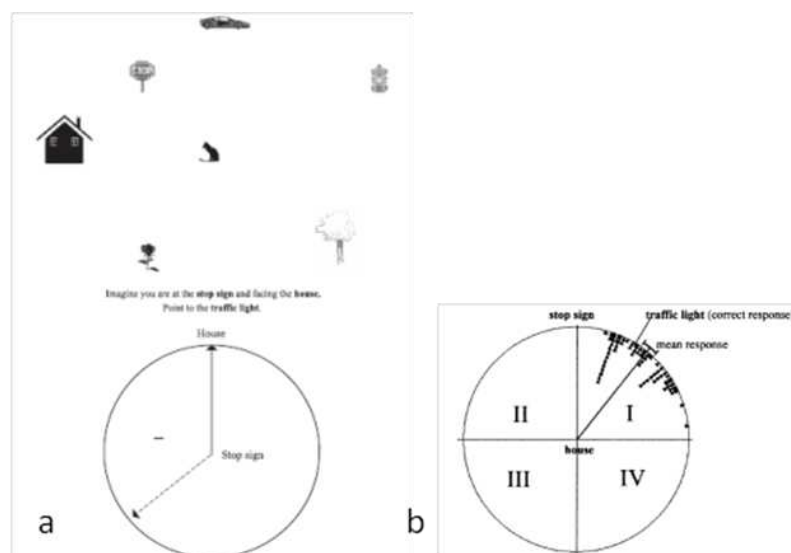 Imagine you are at the stop sign and facing the house.
Point to the traffic light.
House
Stop sign
a
stop sign
traffic light (correct response)
mean response
II
I
house
III
IV
b